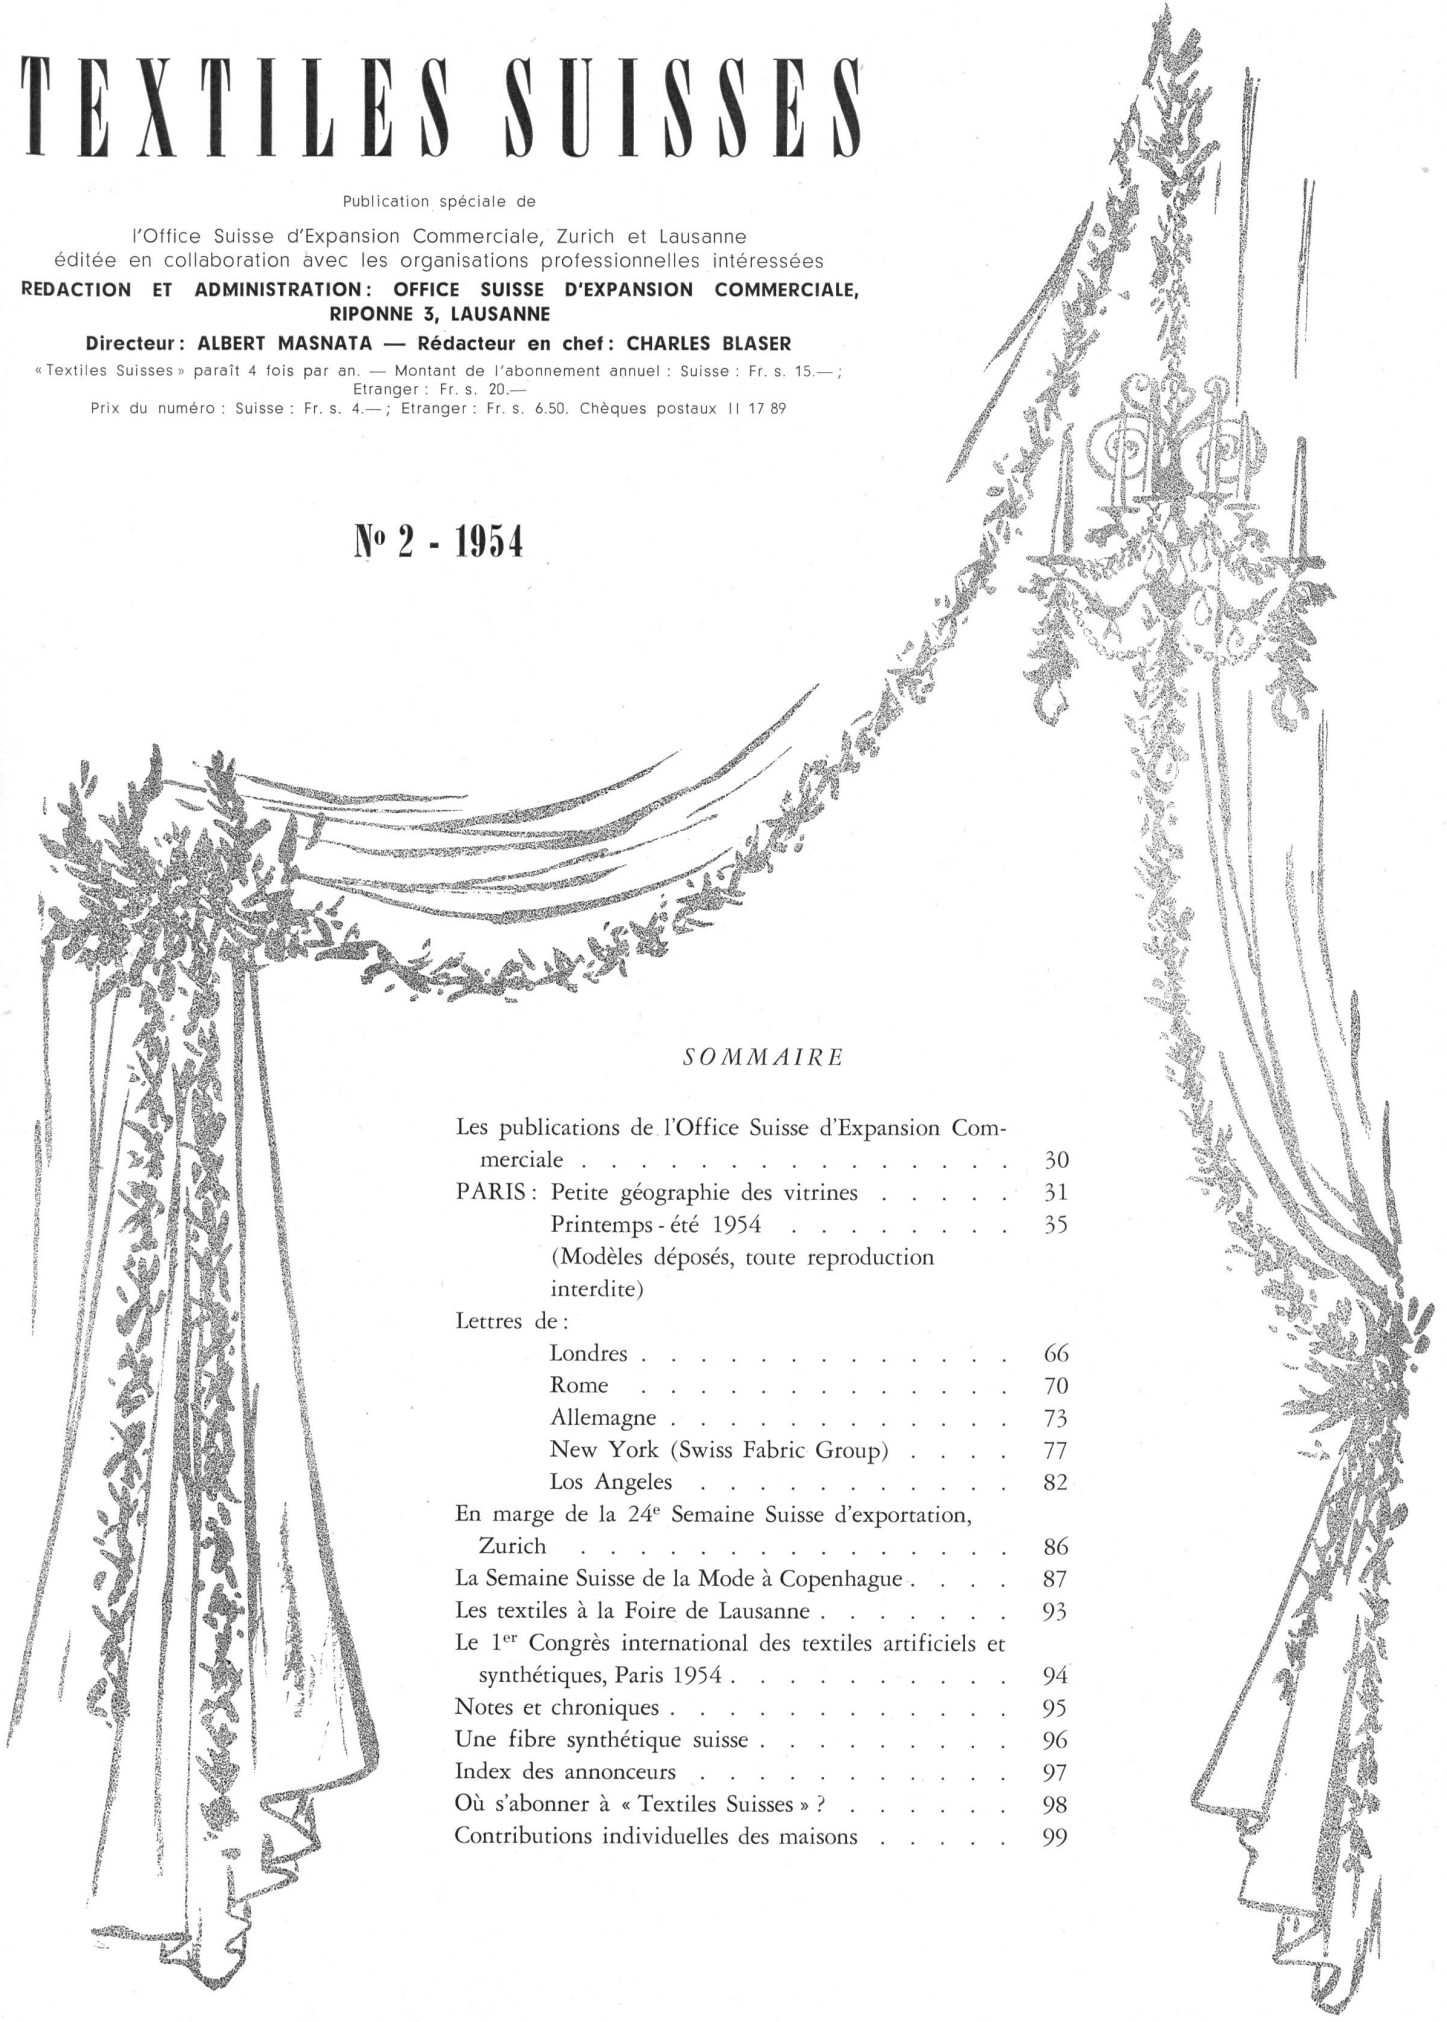 TEXTILES SUISSES
Publication spéciale de
l'Office Suisse d'Expansion Commerciale, Zurich et Lausanne
éditée en collaboration avec les organisations professionnelles intéressées
REDACTION ET ADMINISTRATION: OFFICE SUISSE D'EXPANSION COMMERCIALE,
RIPONNE 3, LAUSANNE
Directeur: ALBERT MASNATA — Rédacteur en chef: CHARLES BLASER
«Textiles Suisses» paraît 4 fois par an. — Montant de l'abonnement annuel : Suisse : Fr. s. 15.— ;
Etranger : Fr. s. 20.—
Prix du numéro : Suisse : Fr. s. 4.— ; Etranger : Fr. s. 6.50. Chèques postaux II 17 89
Nº 2 - 1954
SOMMAIRE
Les publications de l'Office Suisse d'Expansion Com-
merciale . . . . . . . . . . . . . . . 30
PARIS : Petite géographie des vitrines . . . . . 31
Printemps - été 1954 . . . . . . . . 35
(Modèles déposés, toute reproduction
interdite)
Lettres de :
Londres . . . . . . . . . . . . . 66
Rome . . . . . . . . . . . . . 70
Allemagne . . . . . . . . . . . . 73
New York (Swiss Fabric Group) . . . . 77
Los Angeles . . . . . . . . . . . 82
En marge de la 24e Semaine Suisse d'exportation,
Zurich . . . . . . . . . . . . . . . 86
La Semaine Suisse de la Mode à Copenhague . . . . 87
Les textiles à la Foire de Lausanne . . . . . . . 93
Le 1er Congrès international des textiles artificiels et
synthétiques, Paris 1954 . . . . . . . . . . 94
Notes et chroniques . . . . . . . . . . . . 95
Une fibre synthétique suisse . . . . . . . . . 96
Index des annonceurs . . . . . . . . . . . 97
Où s'abonner à « Textiles Suisses » ? . . . . . . 98
Contributions individuelles des maisons . . . . . 99